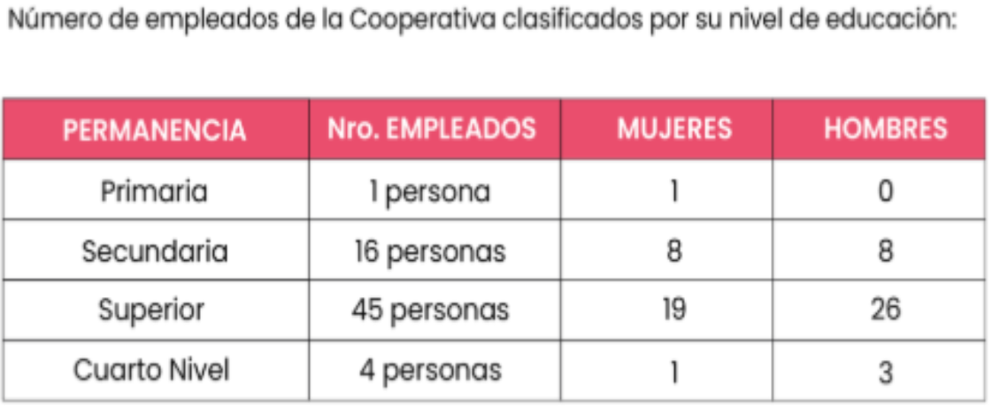 Número de empleados de la Cooperativa clasificados por su nivel de educación:
PERMANENCIA Nro. EMPLEADOS MUJERES HOMBRES
Primaria 1 persona 1 0
Secundaria 16 personas 8 8
Superior 45 personas 19 26
Cuarto Nivel 4 personas 1 3